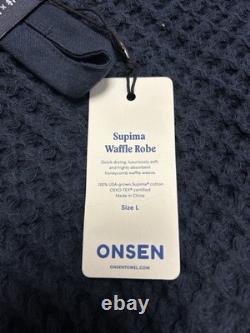 Supima
Waffle Robe
Quick-drying, luxuriously soft,
and highly absorbent
honeycomb waffle weave.
100% USA-grown Supima® cotton
OEKO-TEX® certified
Made in China
Size L
ONSEN
ONSENTOWEL.COM